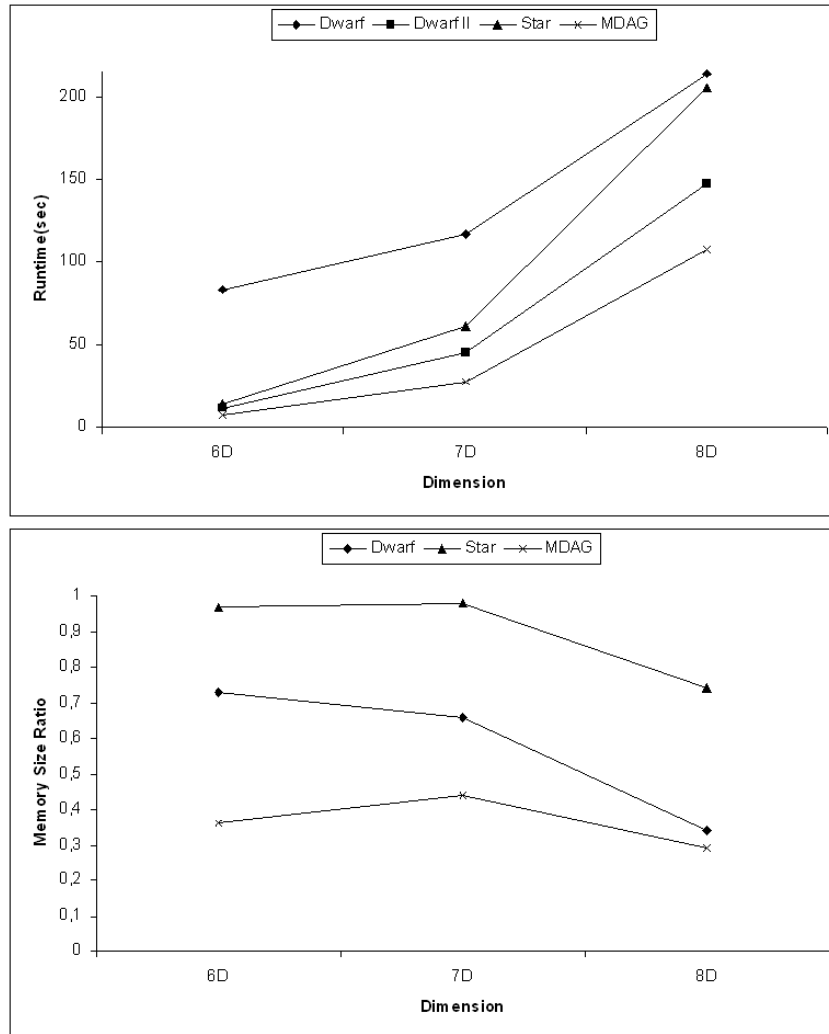 Dwarf Dwarf II Star MDAG
200
150
100
50
0
Runtime(sec)
6D 7D 8D
Dimension
Dwarf Star MDAG
1
0,9
0,8
0,7
0,6
0,5
0,4
0,3
0,2
0,1
0
Memory Size Ratio
6D 7D 8D
Dimension